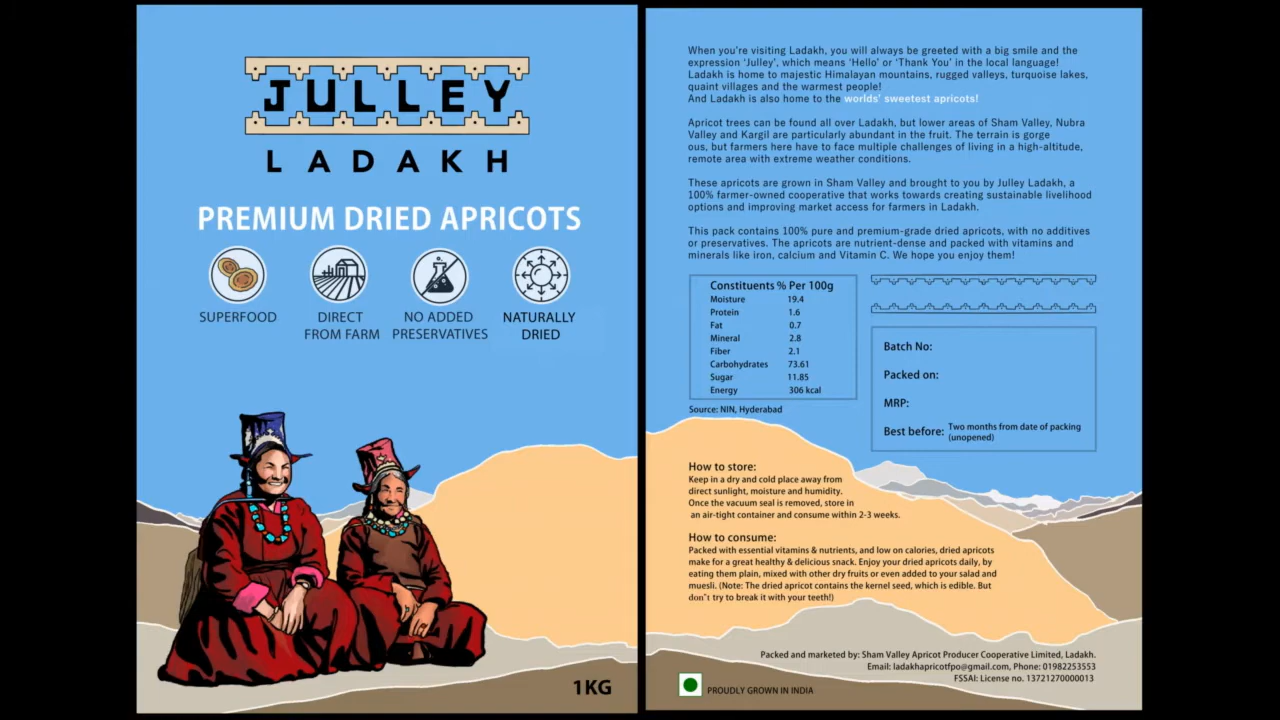 JULLEY
LADAKH
PREMIUM DRIED APRICOTS
SUPERFOOD
DIRECT
FROM FARM
NO ADDED
PRESERVATIVES
NATURALLY
DRIED
1KG
When you're visiting Ladakh, you will always be greeted with a big smile and the
expression 'Julley', which means 'Hello' or 'Thank You' in the local language!
Ladakh is home to majestic Himalayan mountains, rugged valleys, turquoise lakes,
quaint villages and the warmest people!
And Ladakh is also home to the worlds' sweetest apricots!
Apricot trees can be found all over Ladakh, but lower areas of Sham Valley, Nubra
Valley and Kargil are particularly abundant in the fruit. The terrain is gorge
ous, but farmers here have to face multiple challenges of living in a high-altitude,
remote area with extreme weather conditions.
These apricots are grown in Sham Valley and brought to you by Julley Ladakh, a
100% farmer-owned cooperative that works towards creating sustainable livelihood
options and improving market access for farmers in Ladakh.
This pack contains 100% pure and premium-grade dried apricots, with no additives
or preservatives. The apricots are nutrient-dense and packed with vitamins and
minerals like iron, calcium and Vitamin C. We hope you enjoy them!
Constituents % Per 100g
Moisture 19.4
Protein 1.6
Fat 0.7
Mineral 2.8
Fiber 2.1
Carbohydrates 73.61
Sugar 11.85
Energy 306 kcal
Source: NIN, Hyderabad
Batch No:
Packed on:
MRP:
Best before: Two months from date of packing
(unopened)
How to store:
Keep in a dry and cold place away from
direct sunlight, moisture and humidity.
Once the vacuum seal is removed, store in
an air-tight container and consume within 2-3 weeks.
How to consume:
Packed with essential vitamins & nutrients, and low on calories, dried apricots
make for a great healthy & delicious snack. Enjoy your dried apricots daily, by
eating them plain, mixed with other dry fruits or even added to your salad and
muesli. (Note: The dried apricot contains the kernel seed, which is edible. But
don't try to break it with your teeth!)
Packed and marketed by: Sham Valley Apricot Producer Cooperative Limited, Ladakh.
Email: ladakhapricotfpo@gmail.com, Phone: 01982253553
FSSAI: License no. 13721270000013
PROUDLY GROWN IN INDIA